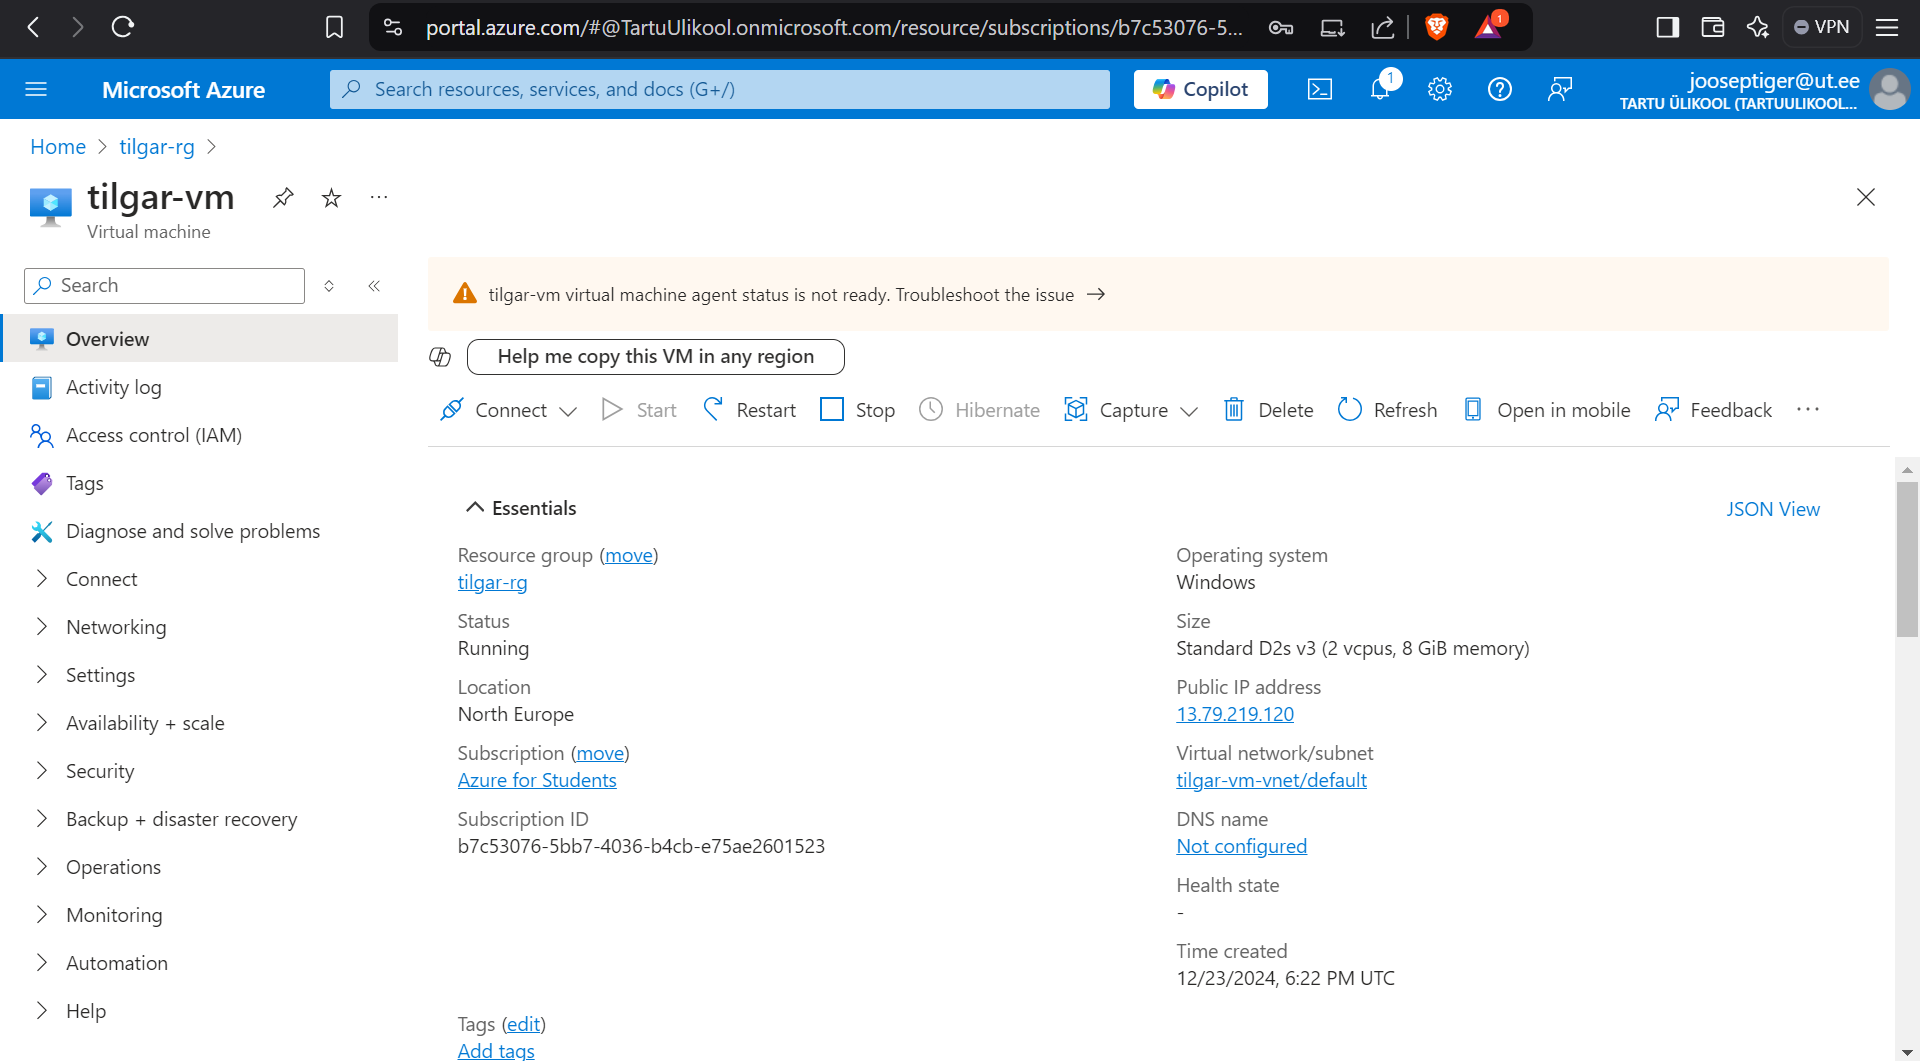 portal.azure.com/#@TartuUlikool.onmicrosoft.com/resource/subscriptions/b7c53076-5...
1
VPN
Microsoft Azure
Search resources, services, and docs (G+/)
Copilot
1
jooseptiger@ut.ee
TARTU ÜLIKOOL (TARTUULIKOOL...
Home > tilgar-rg >
tilgar-vm
Virtual machine
Search
Overview
Activity log
Access control (IAM)
Tags
Diagnose and solve problems
Connect
Networking
Settings
Availability + scale
Security
Backup + disaster recovery
Operations
Monitoring
Automation
Help
tilgar-vm virtual machine agent status is not ready. Troubleshoot the issue →
Help me copy this VM in any region
Connect Start Restart Stop Hibernate Capture Delete Refresh Open in mobile Feedback ...
Essentials
JSON View
Resource group (move)
tilgar-rg
Status
Running
Location
North Europe
Subscription (move)
Azure for Students
Subscription ID
b7c53076-5bb7-4036-b4cb-e75ae2601523
Operating system
Windows
Size
Standard D2s v3 (2 vcpus, 8 GiB memory)
Public IP address
13.79.219.120
Virtual network/subnet
tilgar-vm-vnet/default
DNS name
Not configured
Health state
-
Time created
12/23/2024, 6:22 PM UTC
Tags (edit)
Add tags